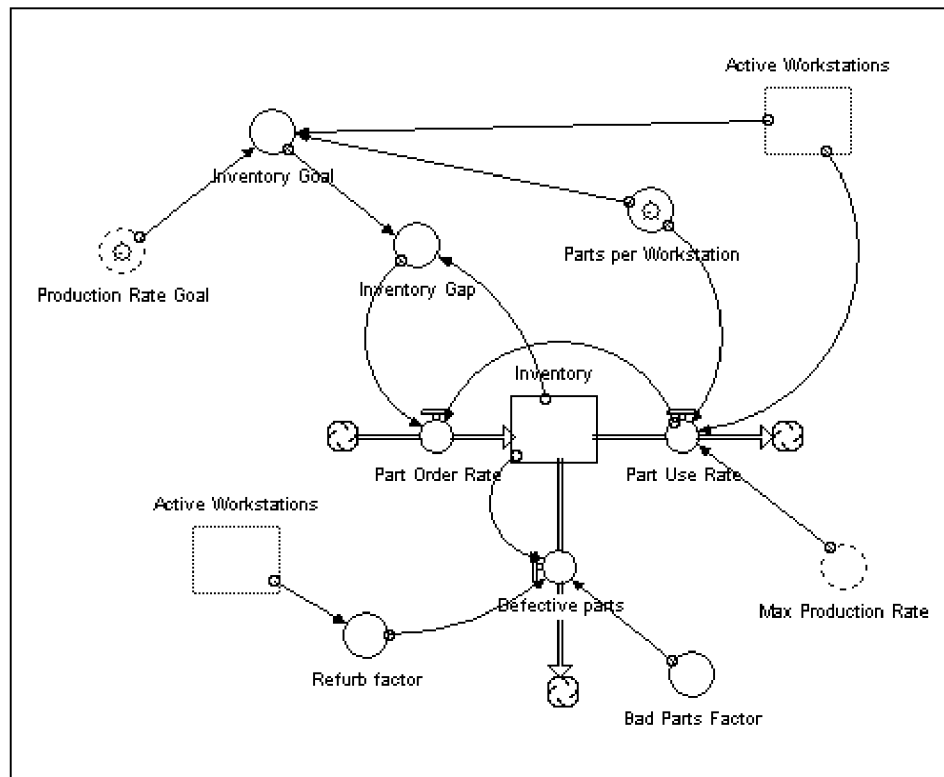 Active Workstations
Inventory Goal
Parts per Workstation
Production Rate Goal
Inventory Gap
Inventory
Part Order Rate
Part Use Rate
Active Workstations
Defective parts
Max Production Rate
Refurb factor
Bad Parts Factor